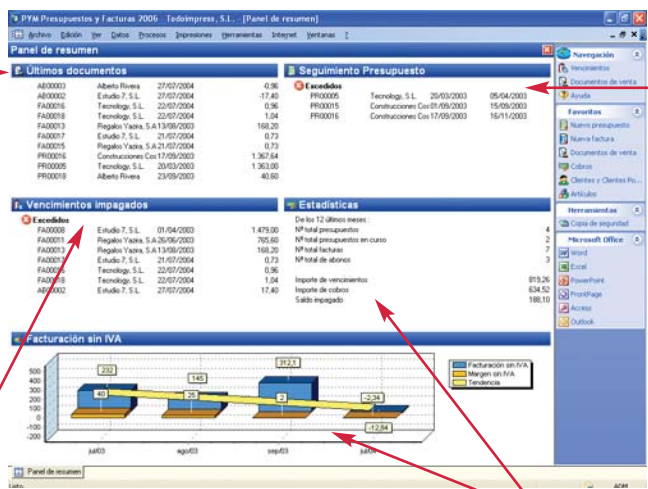 PYM Presupuestos y Facturas 2006 - Todoimpress, S.L. - [Panel de resumen]
Archivo Edición Ver Datos Procesos Impresiones Herramientas Internet Ventanas ?
Panel de resumen
Últimos documentos
AB00003 Alberto Rivera 27/07/2004 -0,96
AB00002 Estudio 7, S.L. 27/07/2004 -17,40
FA00016 Tecnology, S.L. 22/07/2004 0,96
FA00018 Tecnology, S.L. 22/07/2004 1,04
FA00013 Regalos Yazira, S.A 13/08/2003 168,20
FA00017 Estudio 7, S.L. 21/07/2004 0,73
FA00015 Regalos Yazira, S.A 21/07/2004 0,73
PR00016 Construcciones Cos 17/09/2003 1.367,64
PR00005 Tecnology, S.L. 20/03/2003 1.363,00
PR00018 Alberto Rivera 23/09/2003 40,60
Seguimiento Presupuesto
Excedidos
PR00005 Tecnology, S.L. 20/03/2003 05/04/2003
PR00015 Construcciones Cos 01/09/2003 15/09/2003
PR00016 Construcciones Cos 17/09/2003 16/11/2003
Vencimientos impagados
Excedidos
FA00008 Estudio 7, S.L. 01/04/2003 1.479,00
FA00011 Regalos Yazira, S.A 26/06/2003 765,60
FA00013 Regalos Yazira, S.A 13/08/2003 168,20
Estudio 7, S.L. 21/07/2004 0,73
Tecnology, S.L. 22/07/2004 0,96
Tecnology, S.L. 22/07/2004 1,04
AB00002 Estudio 7, S.L. 27/07/2004 17,40
Estadísticas
De los 12 últimos meses :
Nº total presupuestos 4
Nº total presupuestos en curso 2
Nº total facturas 7
Nº total de abonos 3
Importe de vencimientos 819,26
Importe de cobros 634,52
Saldo impagado 188,10
Facturación sin IVA
500
400
300
200
100
0
-100
-200
232
145
312,1
-2,34
40
25
2
-12,84
jul/03 ago/03 sep/03 jul/04
Facturación sin IVA
Margen sin IVA
Tendencia
Navegación
Vencimientos
Documentos de venta
Ayuda
Favoritos
Nuevo presupuesto
Nueva factura
Documentos de venta
Cobros
Clientes y Clientes Po...
Artículos
Herramientas
Copia de seguridad
Microsoft Office
Word
Excel
PowerPoint
FrontPage
Access
Outlook
Panel de resumen
Listo
ADM